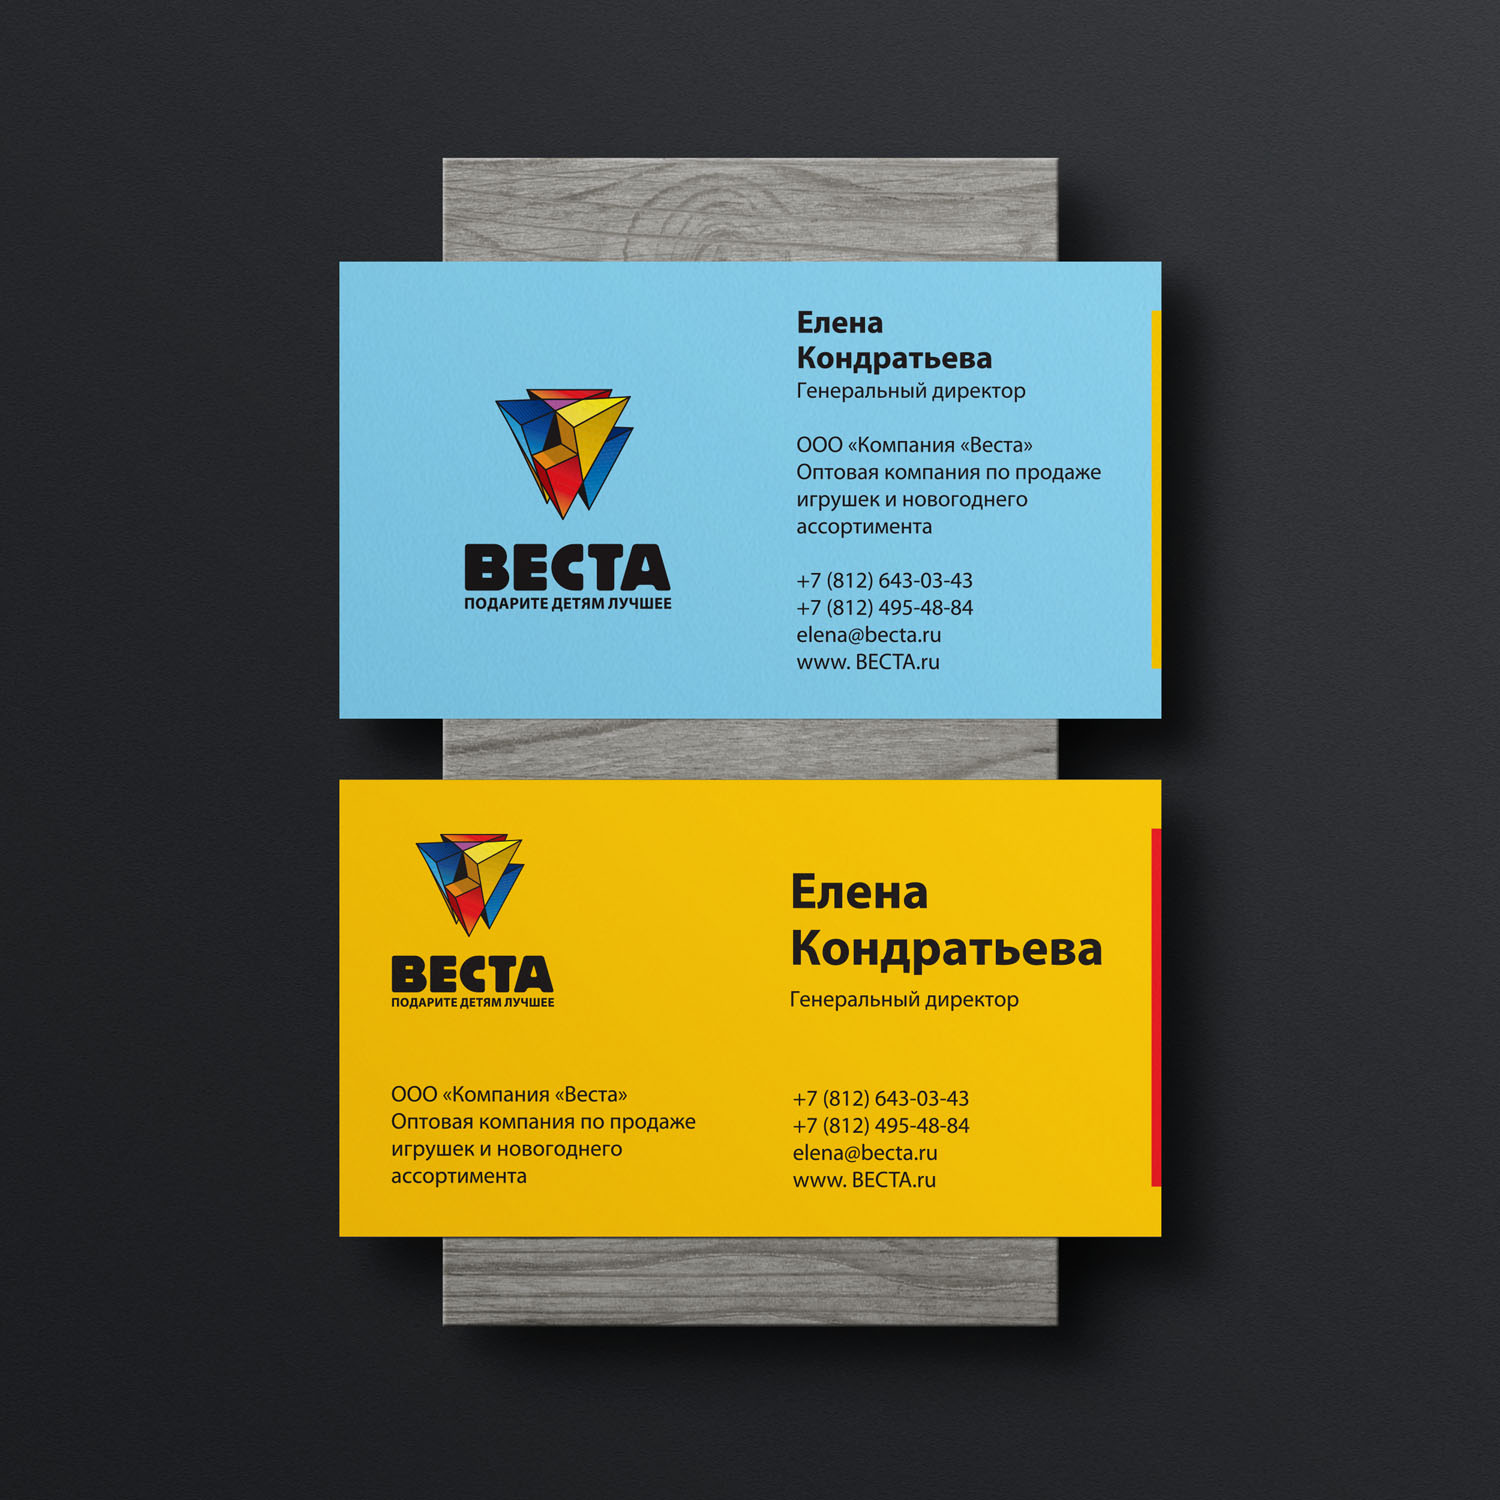 ВЕСТА
ПОДАРИТЕ ДЕТЯМ ЛУЧШЕЕ
Елена
Кондратьева
Генеральный директор
ООО «Компания «Веста»
Оптовая компания по продаже
игрушек и новогоднего
ассортимента
+7 (812) 643-03-43
+7 (812) 495-48-84
elena@becta.ru
www. BECTA.ru
ВЕСТА
ПОДАРИТЕ ДЕТЯМ ЛУЧШЕЕ
Елена
Кондратьева
Генеральный директор
ООО «Компания «Веста»
Оптовая компания по продаже
игрушек и новогоднего
ассортимента
+7 (812) 643-03-43
+7 (812) 495-48-84
elena@becta.ru
www. BECTA.ru